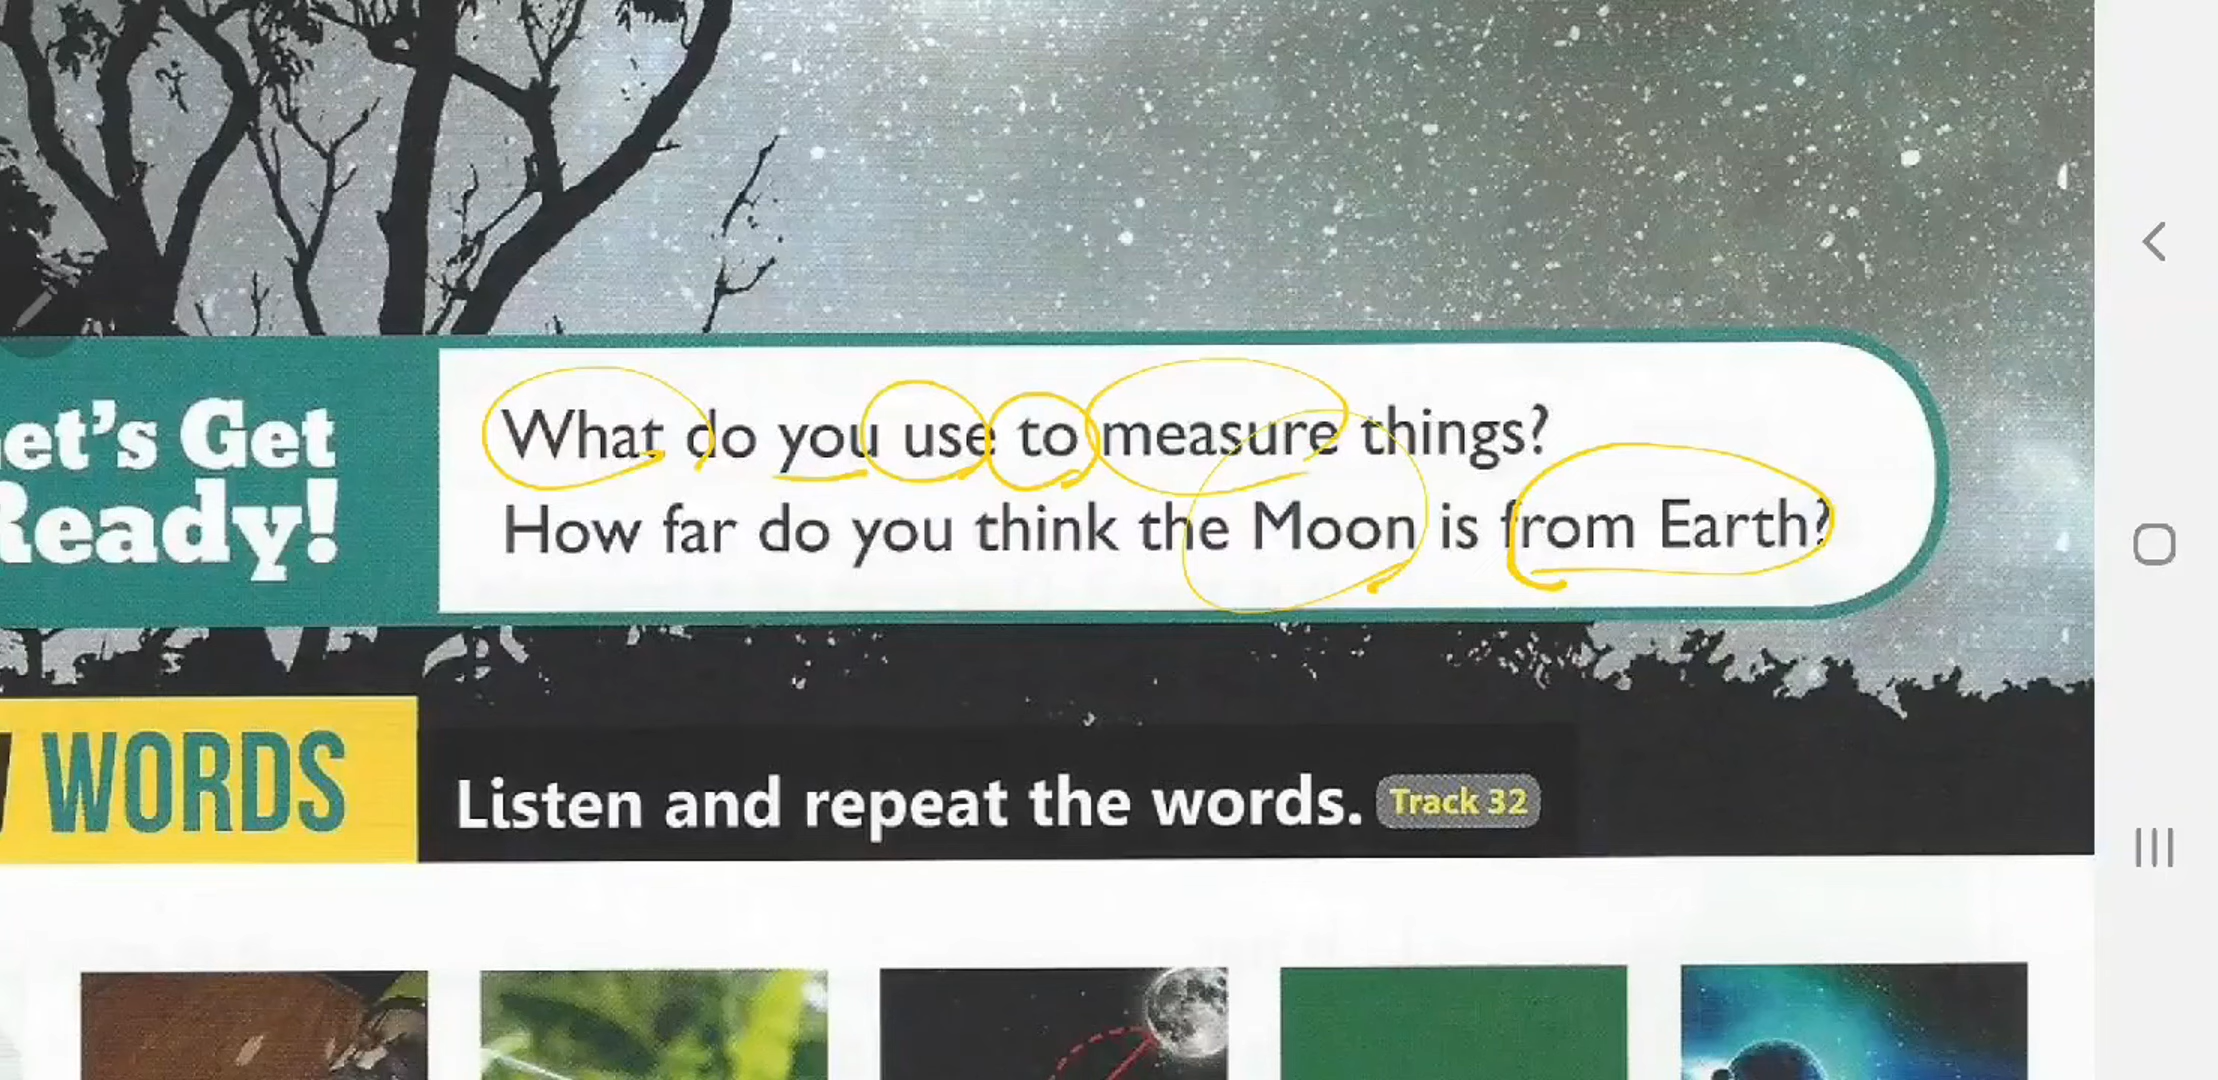 et's Get
Ready!
What do you use to measure things?
How far do you think the Moon is from Earth?
WORDS
Listen and repeat the words. Track 32